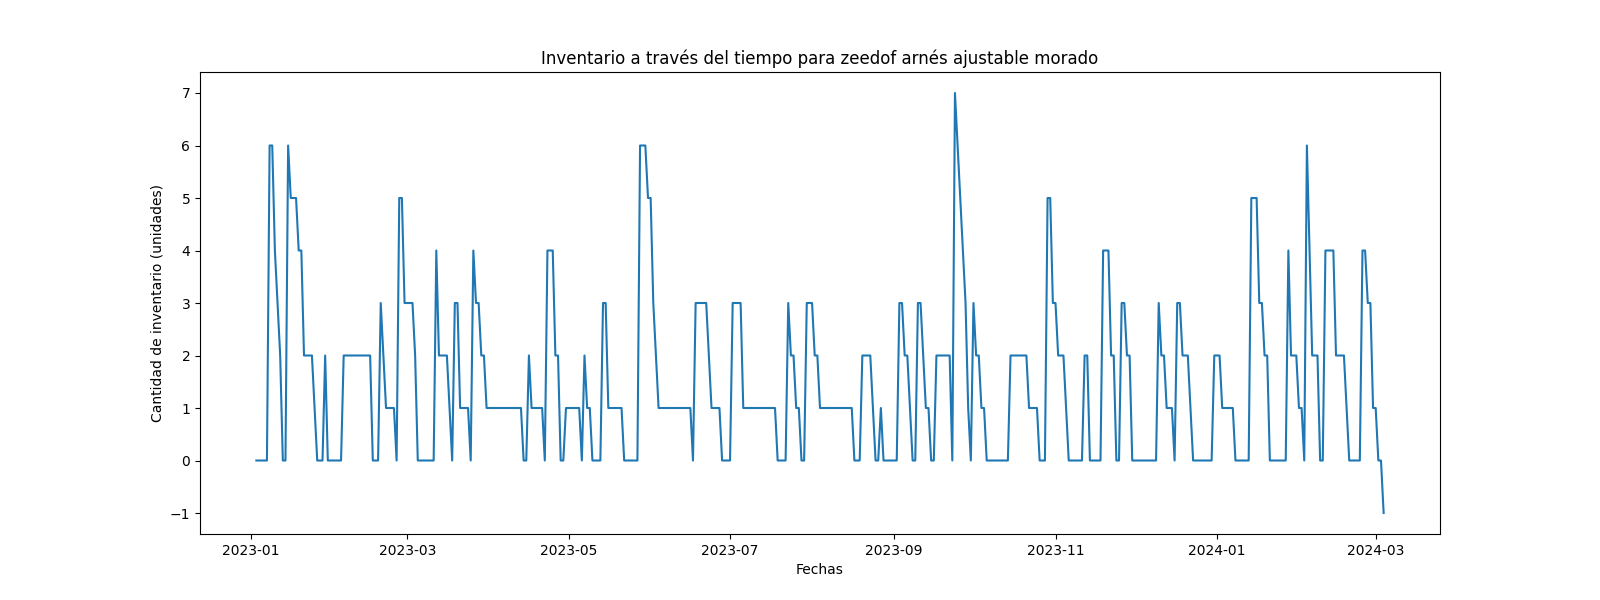 Inventario a través del tiempo para zeedof arnés ajustable morado
Cantidad de inventario (unidades)
7
6
5
4
3
2
1
0
−1
2023-01 2023-03 2023-05 2023-07 2023-09 2023-11 2024-01 2024-03
Fechas